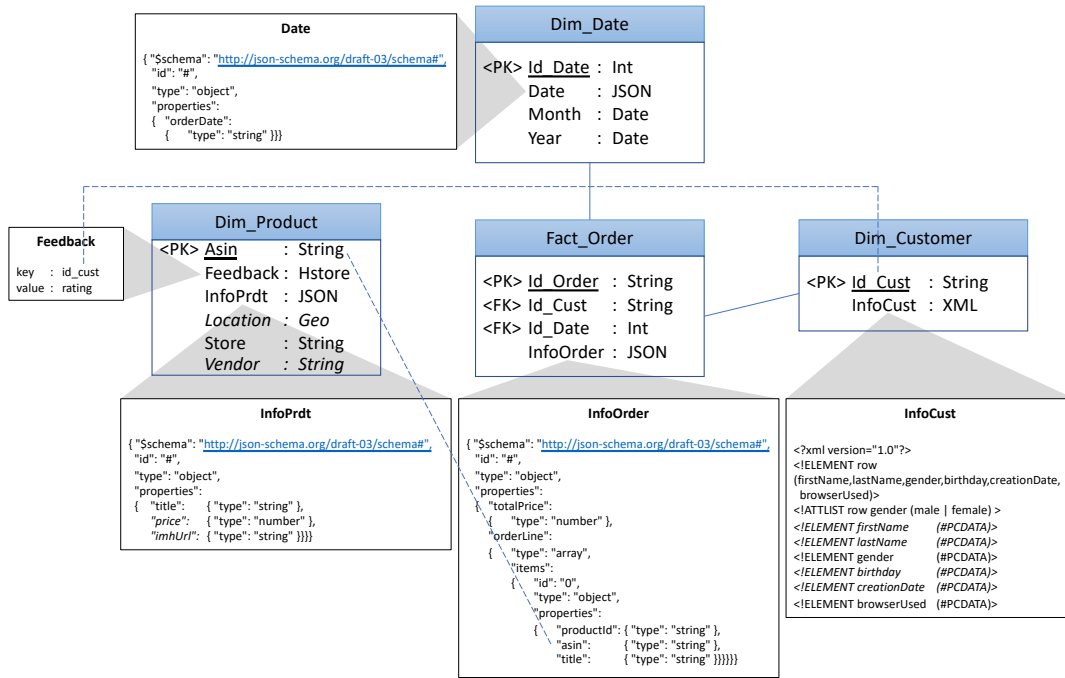 Date
{ "$schema": "http://json-schema.org/draft-03/schema#",
"id": "#",
"type": "object",
"properties":
{ "orderDate":
{ "type": "string" }}}
Dim_Date
<PK> Id_Date : Int
Date : JSON
Month : Date
Year : Date
Feedback
key : id_cust
value : rating
Dim_Product
<PK> Asin : String
Feedback : Hstore
InfoPrdt : JSON
Location : Geo
Store : String
Vendor : String
Fact_Order
<PK> Id_Order : String
<FK> Id_Cust : String
<FK> Id_Date : Int
InfoOrder : JSON
Dim_Customer
<PK> Id_Cust : String
InfoCust : XML
InfoPrdt
{ "$schema": "http://json-schema.org/draft-03/schema#",
"id": "#",
"type": "object",
"properties":
{ "title": { "type": "string" },
"price": { "type": "number" },
"imhUrl": { "type": "string" }}}}
InfoOrder
{ "$schema": "http://json-schema.org/draft-03/schema#",
"id": "#",
"type": "object",
"properties":
{ "totalPrice":
{ "type": "number" },
"orderLine":
{ "type": "array",
"items":
{ "id": "0",
"type": "object",
"properties":
{ "productId": { "type": "string" },
"asin": { "type": "string" },
"title": { "type": "string" }}}}}}
InfoCust
<?xml version="1.0"?>
<!ELEMENT row
(firstName,lastName,gender,birthday,creationDate,
browserUsed)>
<!ATTLIST row gender (male | female) >
<!ELEMENT firstName (#PCDATA)>
<!ELEMENT lastName (#PCDATA)>
<!ELEMENT gender (#PCDATA)>
<!ELEMENT birthday (#PCDATA)>
<!ELEMENT creationDate (#PCDATA)>
<!ELEMENT browserUsed (#PCDATA)>